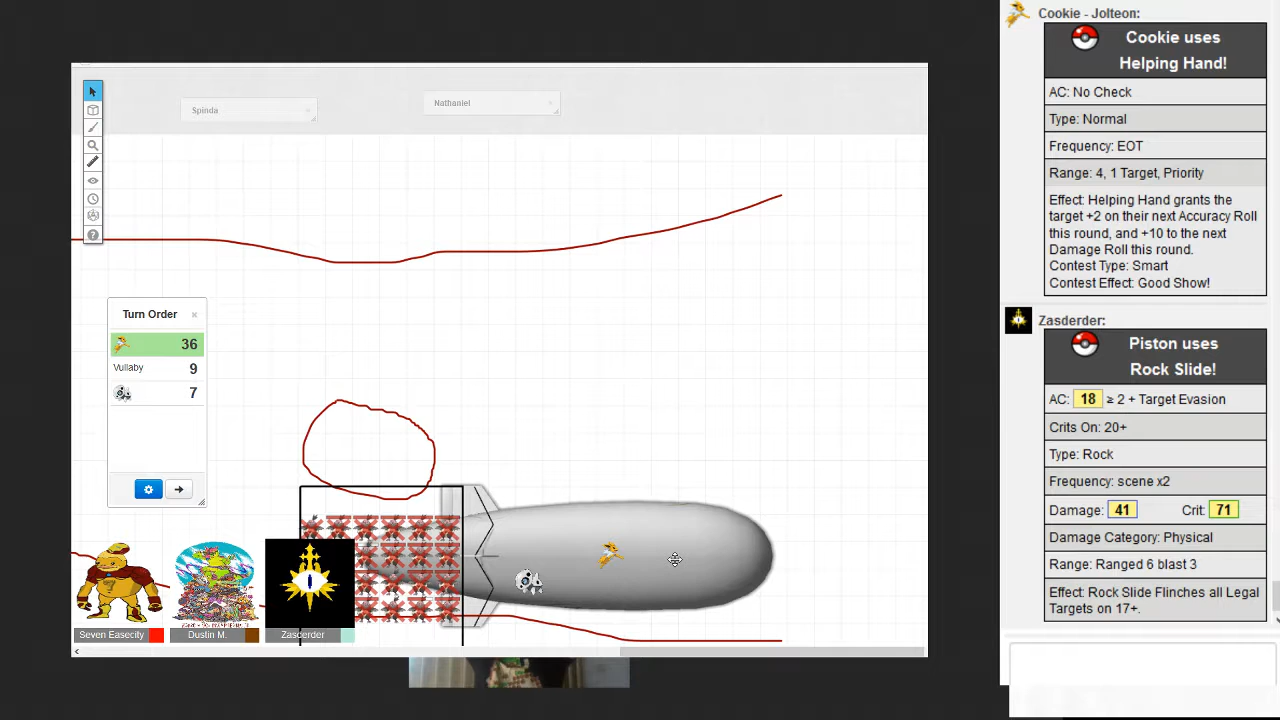 Spinda
Nathaniel
Turn Order
36
Vullaby 9
7
Seven Easecity
Dustin M.
Zasderder
Cookie - Jolteon:
Cookie uses
Helping Hand!
AC: No Check
Type: Normal
Frequency: EOT
Range: 4, 1 Target, Priority
Effect: Helping Hand grants the
target +2 on their next Accuracy Roll
this round, and +10 to the next
Damage Roll this round.
Contest Type: Smart
Contest Effect: Good Show!
Zasderder:
Piston uses
Rock Slide!
AC: 18 ≥ 2 + Target Evasion
Crits On: 20+
Type: Rock
Frequency: scene x2
Damage: 41 Crit: 71
Damage Category: Physical
Range: Ranged 6 blast 3
Effect: Rock Slide Flinches all Legal
Targets on 17+.